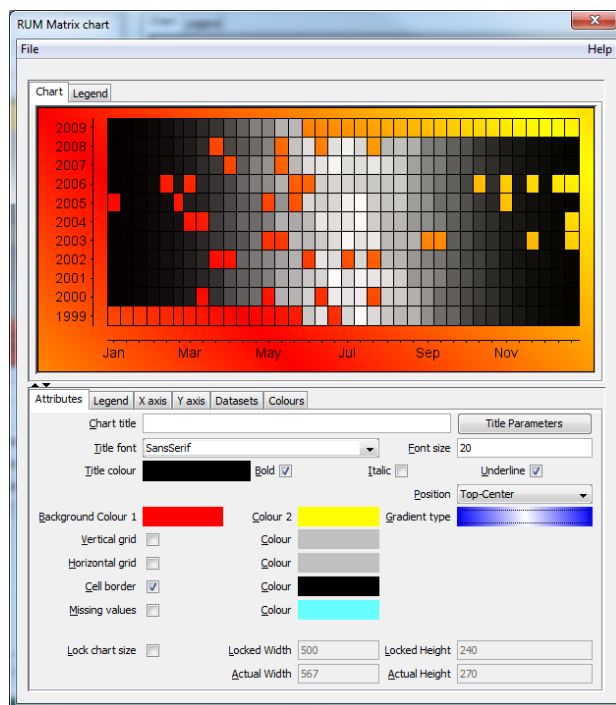 RUM Matrix chart
File Help
Chart Legend
2009
2008
2007
2006
2005
2004
2003
2002
2001
2000
1999
Jan Mar May Jul Sep Nov
Attributes Legend X axis Y axis Datasets Colours
Chart title Title Parameters
Title font SansSerif Font size 20
Title colour Bold Italic Underline
Position Top-Center
Background Colour 1 Colour 2 Gradient type
Vertical grid Colour
Horizontal grid Colour
Cell border Colour
Missing values Colour
Lock chart size Locked Width 500 Locked Height 240
Actual Width 567 Actual Height 270